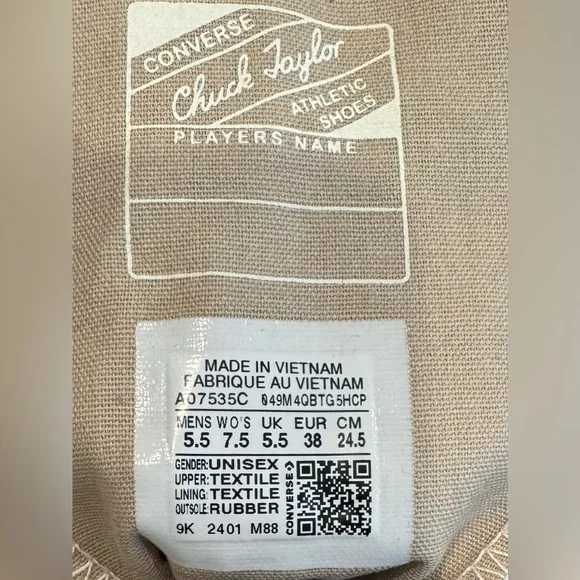 CONVERSE
Chuck Taylor
ATHLETIC
SHOES
PLAYERS NAME
MADE IN VIETNAM
FABRIQUE AU VIETNAM
A07535C 049M4QBTG5HCP
MENS WO'S UK EUR CM
5.5 7.5 5.5 38 24.5
GENDER:UNISEX
UPPER:TEXTILE
LINING:TEXTILE
OUTSOLE:RUBBER
CONVERSE
9K 2401 M88